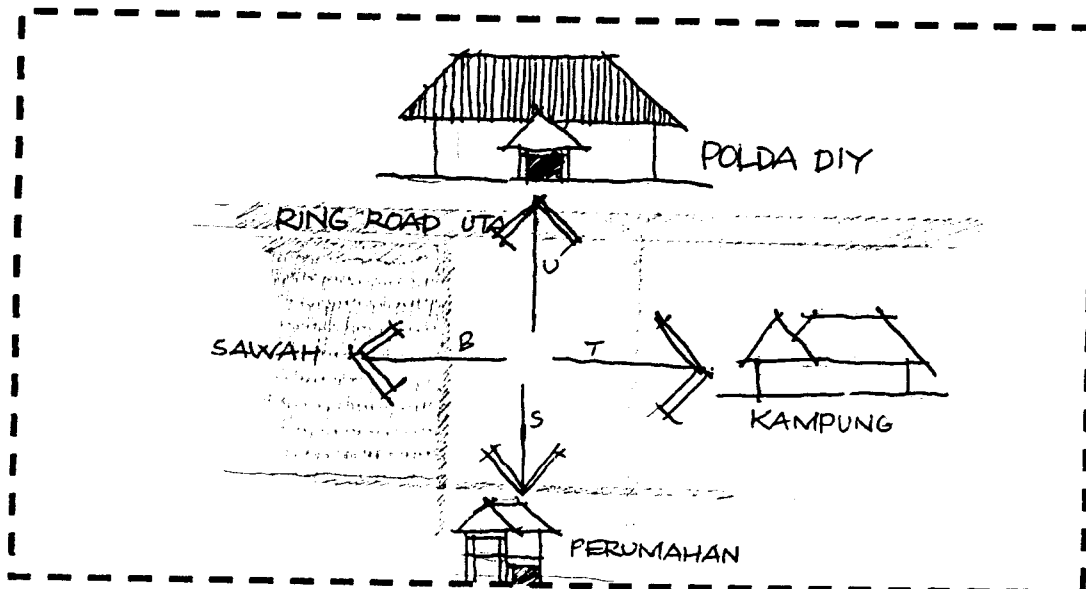 POLDA DIY
RING ROAD UTA
U
SAWAH
B
T
KAMPUNG
S
PERUMAHAN